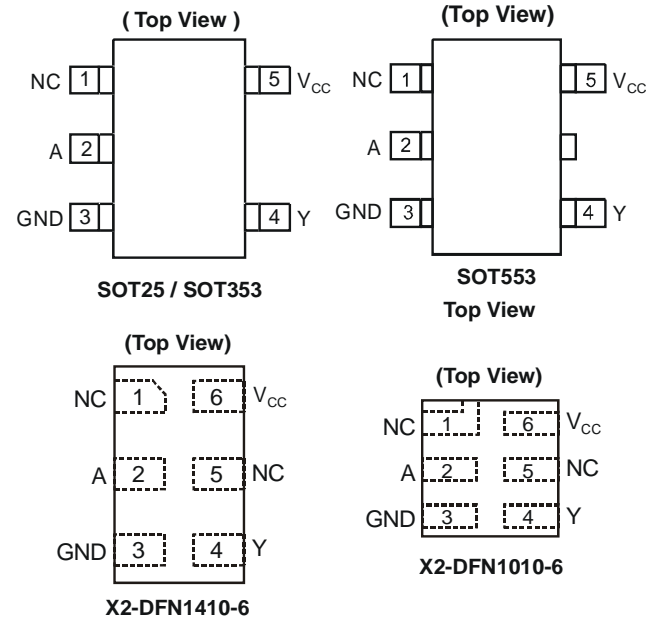 ( Top View )
NC 1 5 VCC
A 2
GND 3 4 Y
SOT25 / SOT353
(Top View)
NC 1 5 VCC
A 2
GND 3 4 Y
SOT553
Top View
(Top View)
NC 1 6 VCC
A 2 5 NC
GND 3 4 Y
X2-DFN1410-6
(Top View)
NC 1 6 VCC
A 2 5 NC
GND 3 4 Y
X2-DFN1010-6